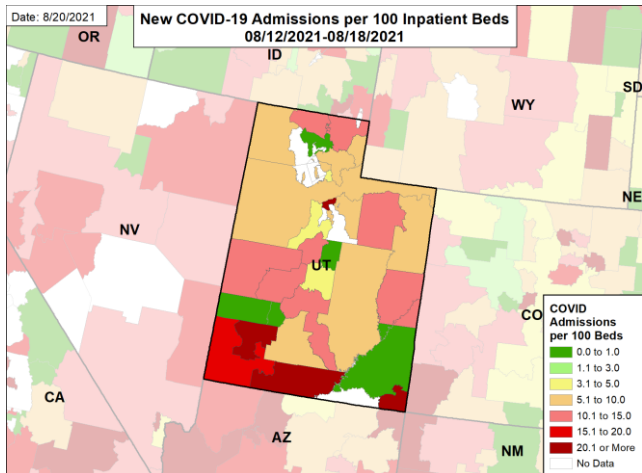 Date: 8/20/2021
New COVID-19 Admissions per 100 Inpatient Beds
08/12/2021-08/18/2021
OR
ID
WY
SD
NE
NV
UT
CO
CA
AZ
NM
COVID
Admissions
per 100 Beds
0.0 to 1.0
1.1 to 3.0
3.1 to 5.0
5.1 to 10.0
10.1 to 15.0
15.1 to 20.0
20.1 or More
No Data